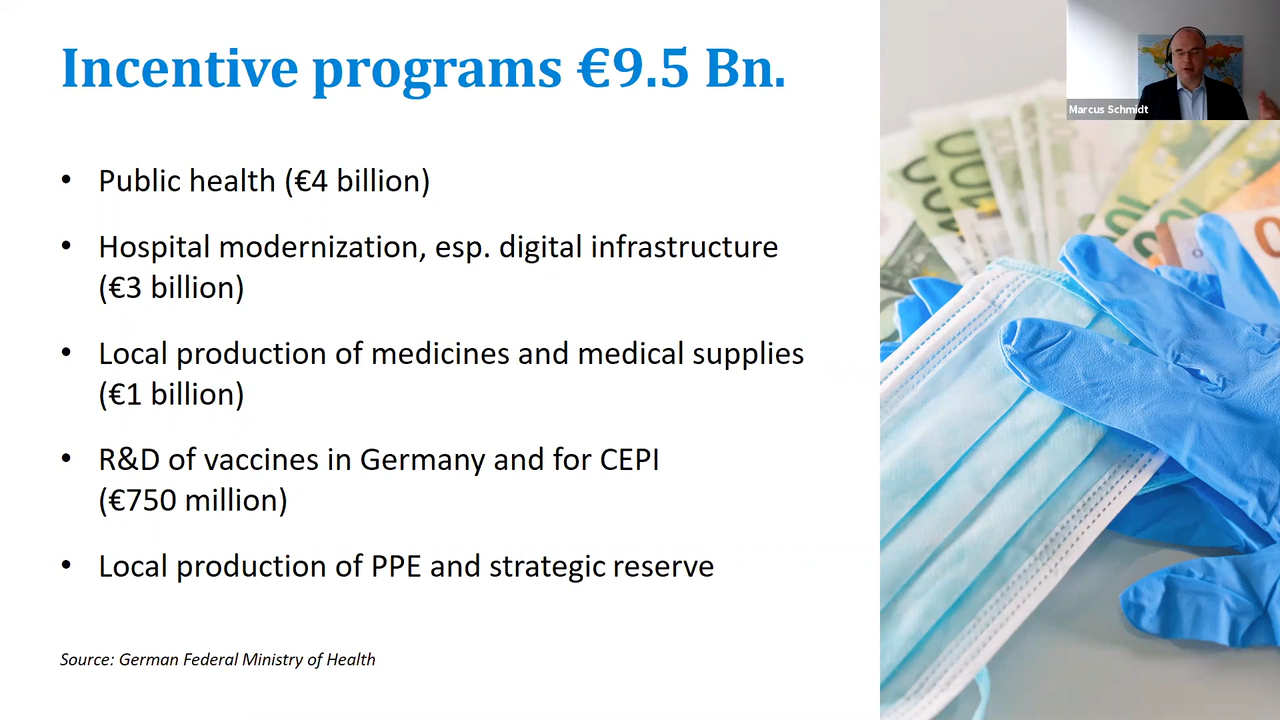 Incentive programs €9.5 Bn.
Marcus Schmidt
• Public health (€4 billion)
• Hospital modernization, esp. digital infrastructure
(€3 billion)
• Local production of medicines and medical supplies
(€1 billion)
• R&D of vaccines in Germany and for CEPI
(€750 million)
• Local production of PPE and strategic reserve
Source: German Federal Ministry of Health
100